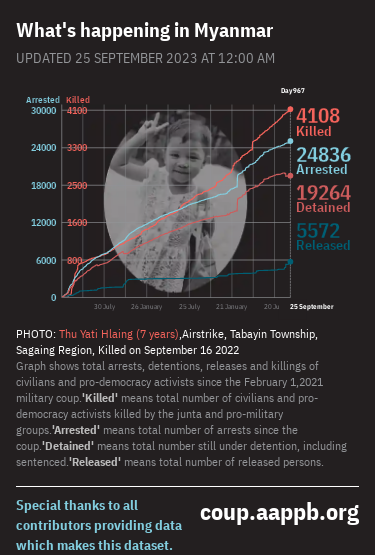 What's happening in Myanmar
UPDATED 25 SEPTEMBER 2023 AT 12:00 AM
Day967
Arrested Killed
30000 4100
24000 3300
18000 2500
12000 1600
6000 800
0
4108
Killed
24836
Arrested
19264
Detained
5572
Released
30 July 26 January 25 July 21 January 20 Ju 25 September
PHOTO: Thu Yati Hlaing (7 years),Airstrike, Tabayin Township,
Sagaing Region, Killed on September 16 2022
Graph shows total arrests, detentions, releases and killings of
civilians and pro-democracy activists since the February 1,2021
military coup.'Killed' means total number of civilians and pro-
democracy activists killed by the junta and pro-military
groups.'Arrested' means total number of arrests since the
coup.'Detained' means total number still under detention, including
sentenced.'Released' means total number of released persons.
Special thanks to all
contributors providing data
which makes this dataset.
coup.aappb.org